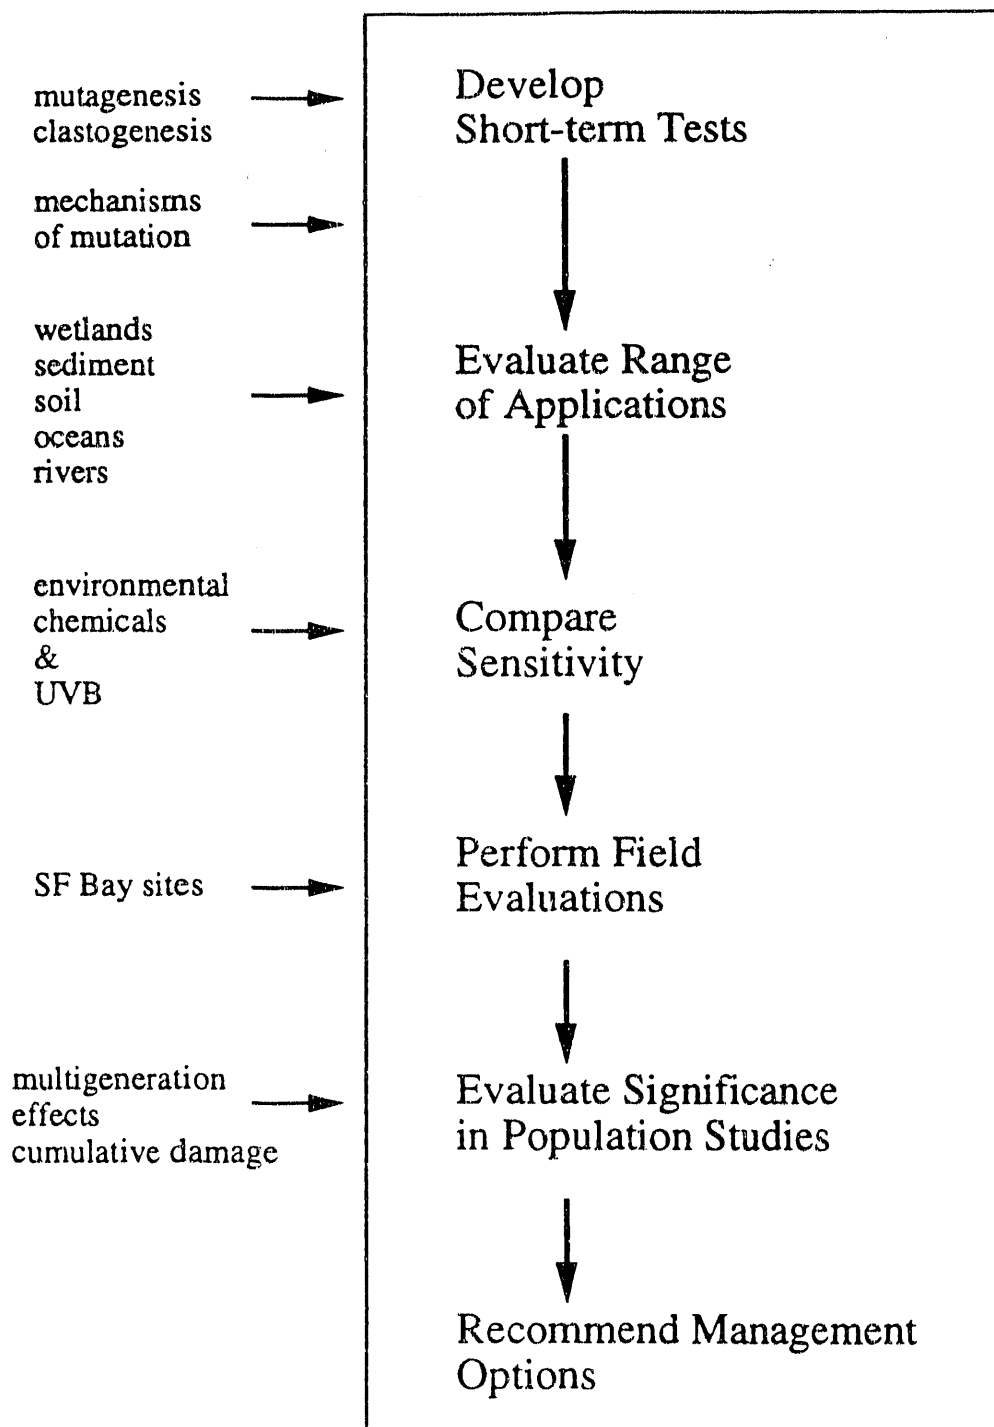 mutagenesis
clastogenesis
Develop
Short-term Tests
mechanisms
of mutation
wetlands
sediment
soil
oceans
rivers
Evaluate Range
of Applications
environmental
chemicals
&
UVB
Compare
Sensitivity
SF Bay sites
Perform Field
Evaluations
multigeneration
effects
cumulative damage
Evaluate Significance
in Population Studies
Recommend Management
Options